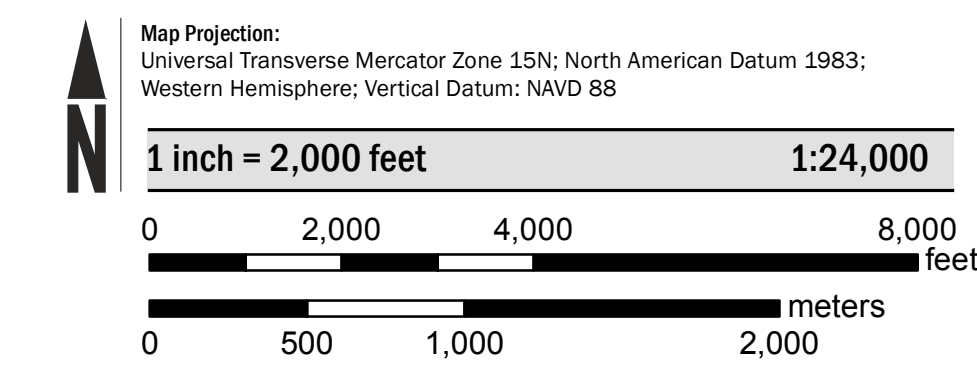 N
Map Projection:
Universal Transverse Mercator Zone 15N; North American Datum 1983;
Western Hemisphere; Vertical Datum: NAVD 88
1 inch = 2,000 feet 1:24,000
0 2,000 4,000 8,000
feet
meters
0 500 1,000 2,000